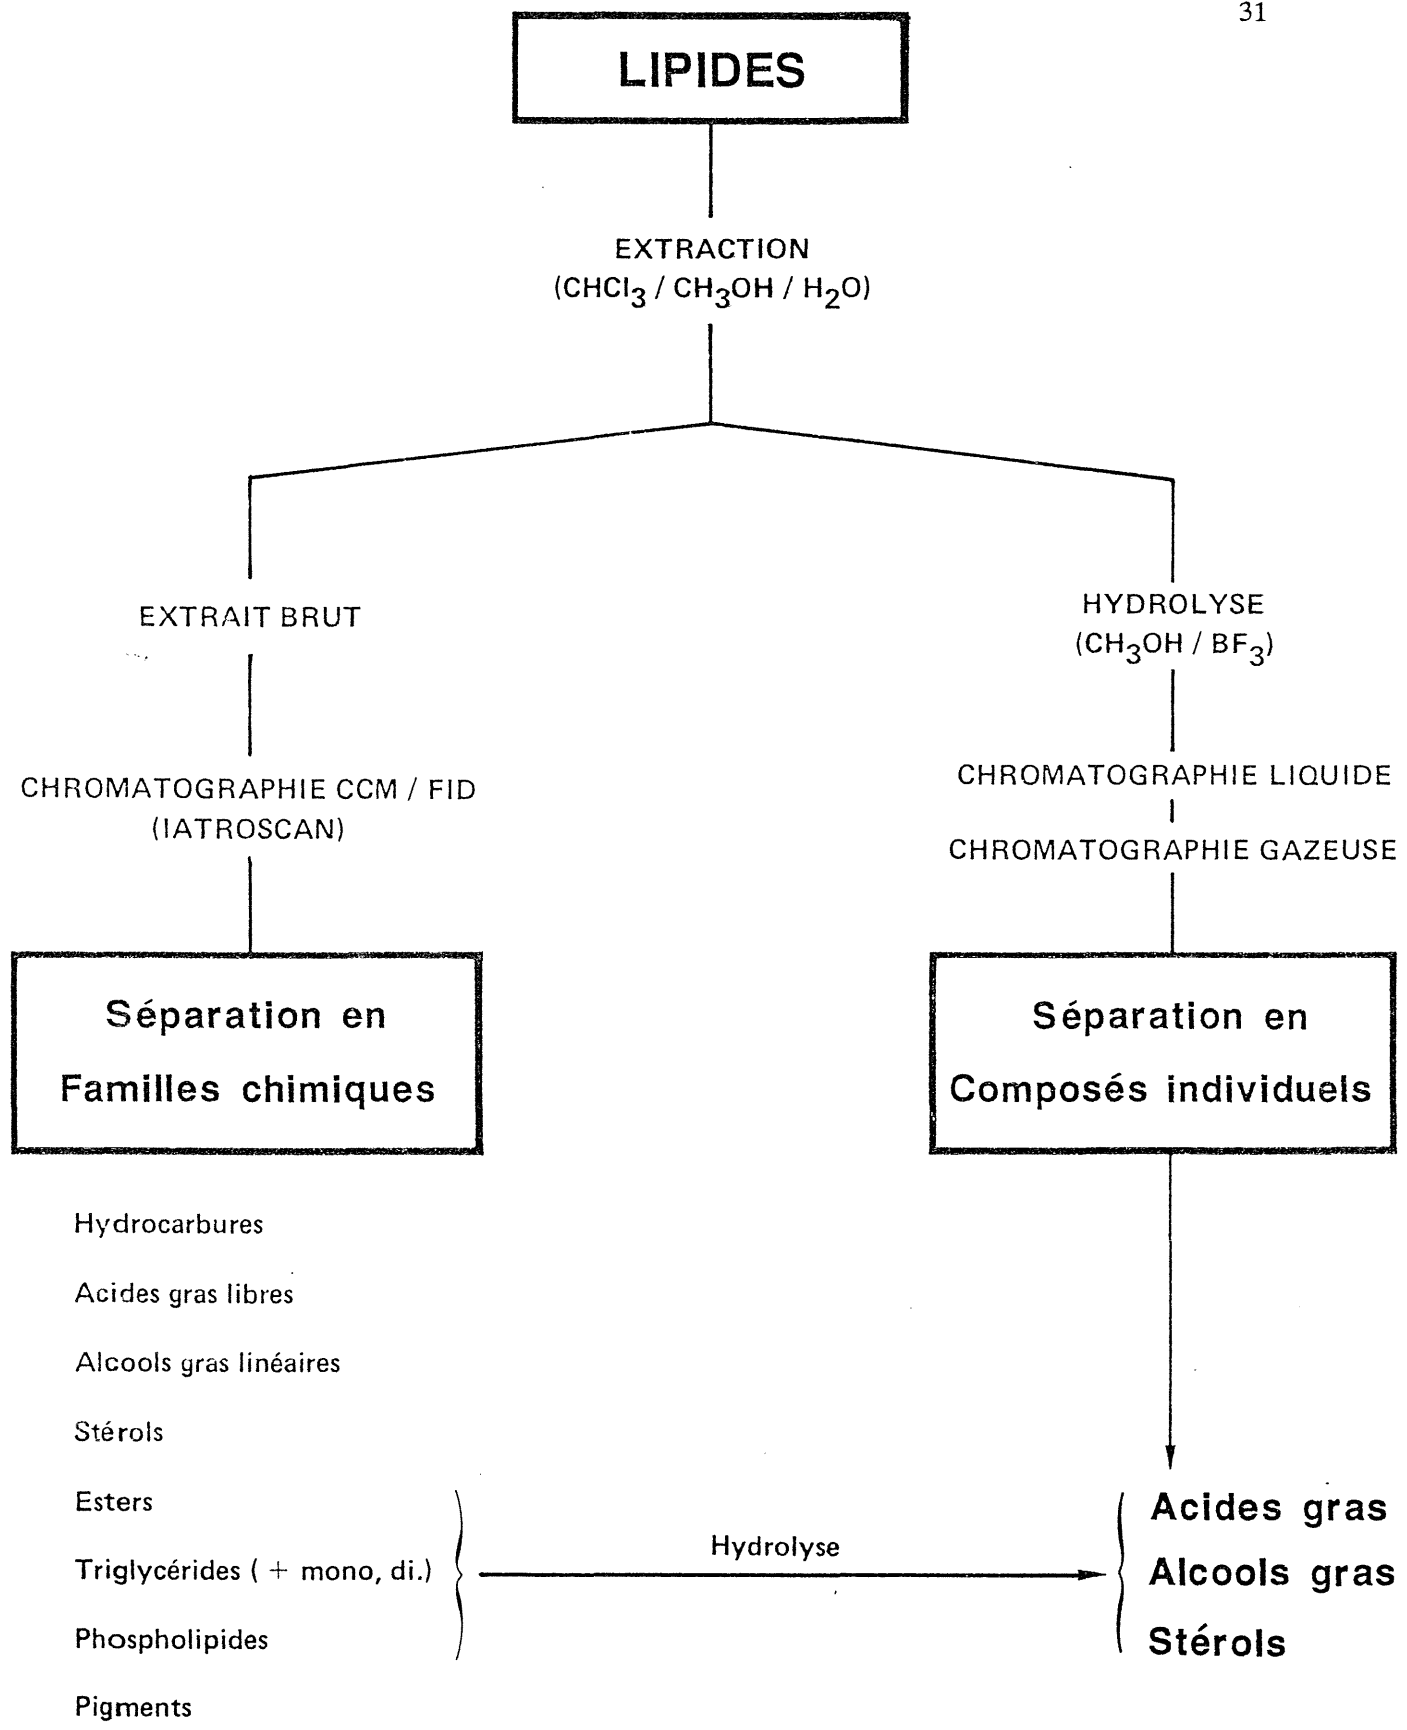 31
LIPIDES
EXTRACTION
(CHCl3 / CH3OH / H2O)
EXTRAIT BRUT
CHROMATOGRAPHIE CCM / FID
(IATROSCAN)
Séparation en
Familles chimiques
Hydrocarbures
Acides gras libres
Alcools gras linéaires
Stérols
Esters
Triglycérides ( + mono, di.)
Phospholipides
Pigments
HYDROLYSE
(CH3OH / BF3)
CHROMATOGRAPHIE LIQUIDE
CHROMATOGRAPHIE GAZEUSE
Séparation en
Composés individuels
Hydrolyse
Acides gras
Alcools gras
Stérols